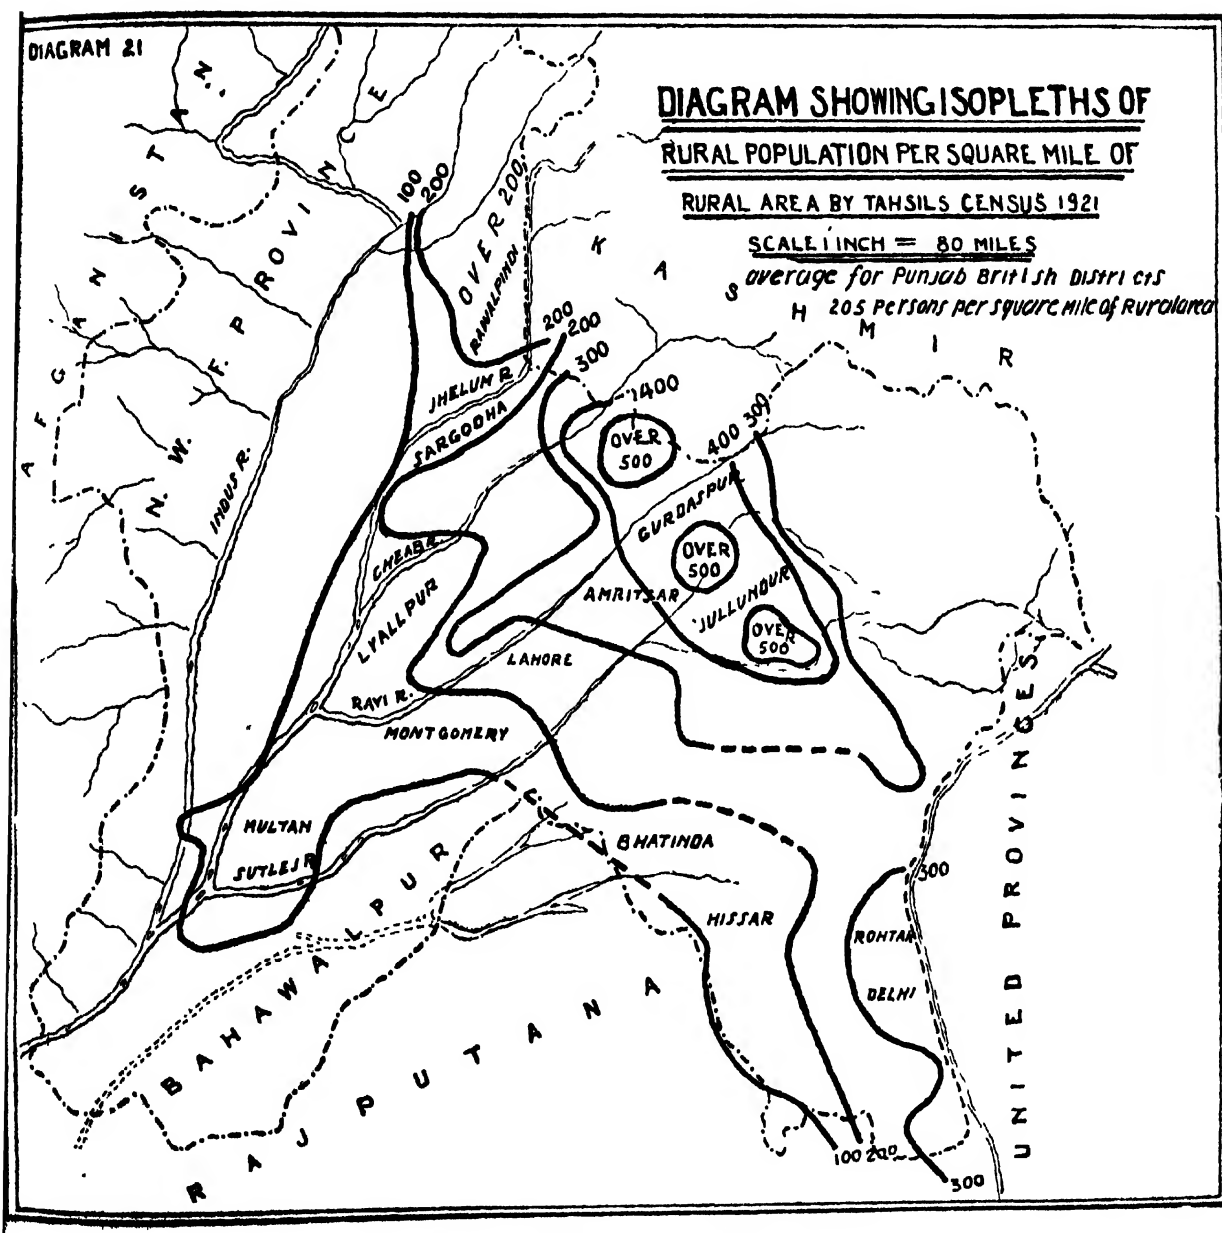 DIAGRAM 21
DIAGRAM SHOWING ISOPLETHS OF
RURAL POPULATION PER SQUARE MILE OF
RURAL AREA BY TAHSILS CENSUS 1921
SCALE 1 INCH = 80 MILES
average for Punjab British Districts
205 Persons per square mile of Rural area
AFGANISTAN
N. W. F. PROVINCE
KASHMIR
100
200
OVER 200
RAWALPINDI
200
200
300
JHELUM R
SARGODHA
400
OVER
500
400
300
INDUS R.
GURDASPUR
CHEAB R.
OVER
500
AMRITSAR
JULLUNDUR
LYALLPUR
OVER
500
LAHORE
RAVI R.
MONTGOMERY
MULTAN
SUTLEJ R
BHATINDA
300
HISSAR
ROHTAK
DELHI
BAHAWALPUR
RAJPUTANA
UNITED PROVINCES
100
200
300